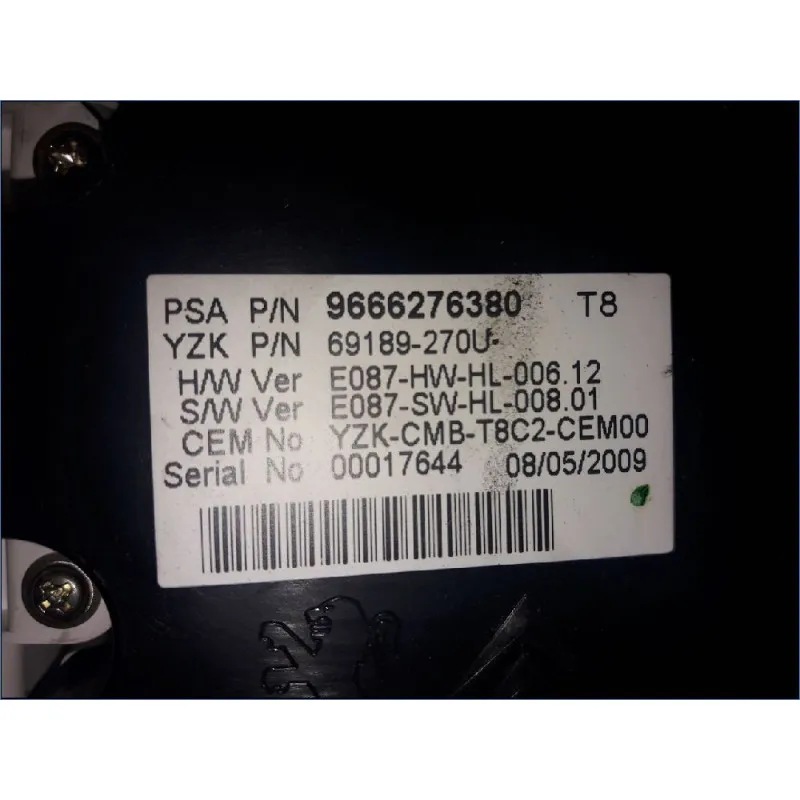 PSA P/N 9666276380 T8
YZK P/N 69189-270U-
H/W Ver E087-HW-HL-006.12
S/W Ver E087-SW-HL-008.01
CEM No YZK-CMB-T8C2-CEM00
Serial No 00017644 08/05/2009